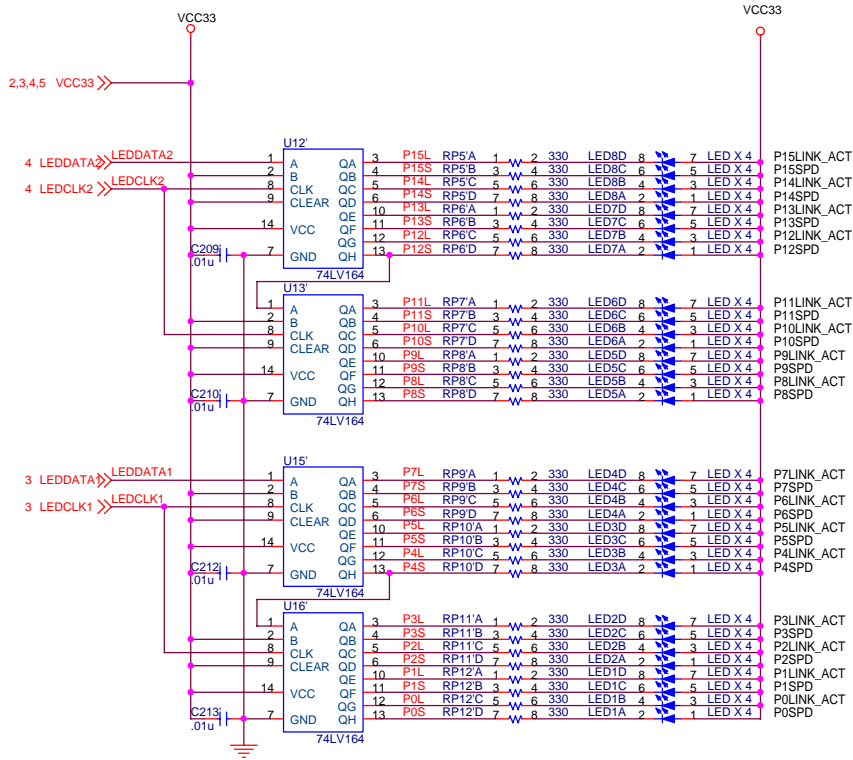 VCC33 VCC33
2,3,4,5 VCC33
U12'
4 LEDDATA2 LEDDATA2 1 A QA 3 P15L RP5'A 1 2 330 LED8D 8 7 LED X 4 P15LINK_ACT
2 B QB 4 P15S RP5'B 3 4 330 LED8C 6 5 LED X 4 P15SPD
4 LEDCLK2 LEDCLK2 8 CLK QC 5 P14L RP5'C 5 6 330 LED8B 4 3 LED X 4 P14LINK_ACT
9 CLEAR QD 6 P14S RP5'D 7 8 330 LED8A 2 1 LED X 4 P14SPD
QE 10 P13L RP6'A 1 2 330 LED7D 8 7 LED X 4 P13LINK_ACT
14 VCC QF 11 P13S RP6'B 3 4 330 LED7C 6 5 LED X 4 P13SPD
QG 12 P12L RP6'C 5 6 330 LED7B 4 3 LED X 4 P12LINK_ACT
C209' .01u 7 GND QH 13 P12S RP6'D 7 8 330 LED7A 2 1 LED X 4 P12SPD
74LV164
U13'
1 A QA 3 P11L RP7'A 1 2 330 LED6D 8 7 LED X 4 P11LINK_ACT
2 B QB 4 P11S RP7'B 3 4 330 LED6C 6 5 LED X 4 P11SPD
8 CLK QC 5 P10L RP7'C 5 6 330 LED6B 4 3 LED X 4 P10LINK_ACT
9 CLEAR QD 6 P10S RP7'D 7 8 330 LED6A 2 1 LED X 4 P10SPD
QE 10 P9L RP8'A 1 2 330 LED5D 8 7 LED X 4 P9LINK_ACT
14 VCC QF 11 P9S RP8'B 3 4 330 LED5C 6 5 LED X 4 P9SPD
QG 12 P8L RP8'C 5 6 330 LED5B 4 3 LED X 4 P8LINK_ACT
C210' .01u 7 GND QH 13 P8S RP8'D 7 8 330 LED5A 2 1 LED X 4 P8SPD
74LV164
U15'
3 LEDDATA1 LEDDATA1 1 A QA 3 P7L RP9'A 1 2 330 LED4D 8 7 LED X 4 P7LINK_ACT
2 B QB 4 P7S RP9'B 3 4 330 LED4C 6 5 LED X 4 P7SPD
3 LEDCLK1 LEDCLK1 8 CLK QC 5 P6L RP9'C 5 6 330 LED4B 4 3 LED X 4 P6LINK_ACT
9 CLEAR QD 6 P6S RP9'D 7 8 330 LED4A 2 1 LED X 4 P6SPD
QE 10 P5L RP10'A 1 2 330 LED3D 8 7 LED X 4 P5LINK_ACT
14 VCC QF 11 P5S RP10'B 3 4 330 LED3C 6 5 LED X 4 P5SPD
QG 12 P4L RP10'C 5 6 330 LED3B 4 3 LED X 4 P4LINK_ACT
C212' .01u 7 GND QH 13 P4S RP10'D 7 8 330 LED3A 2 1 LED X 4 P4SPD
74LV164
U16'
1 A QA 3 P3L RP11'A 1 2 330 LED2D 8 7 LED X 4 P3LINK_ACT
2 B QB 4 P3S RP11'B 3 4 330 LED2C 6 5 LED X 4 P3SPD
8 CLK QC 5 P2L RP11'C 5 6 330 LED2B 4 3 LED X 4 P2LINK_ACT
9 CLEAR QD 6 P2S RP11'D 7 8 330 LED2A 2 1 LED X 4 P2SPD
QE 10 P1L RP12'A 1 2 330 LED1D 8 7 LED X 4 P1LINK_ACT
14 VCC QF 11 P1S RP12'B 3 4 330 LED1C 6 5 LED X 4 P1SPD
QG 12 P0L RP12'C 5 6 330 LED1B 4 3 LED X 4 P0LINK_ACT
C213' .01u 7 GND QH 13 P0S RP12'D 7 8 330 LED1A 2 1 LED X 4 P0SPD
74LV164